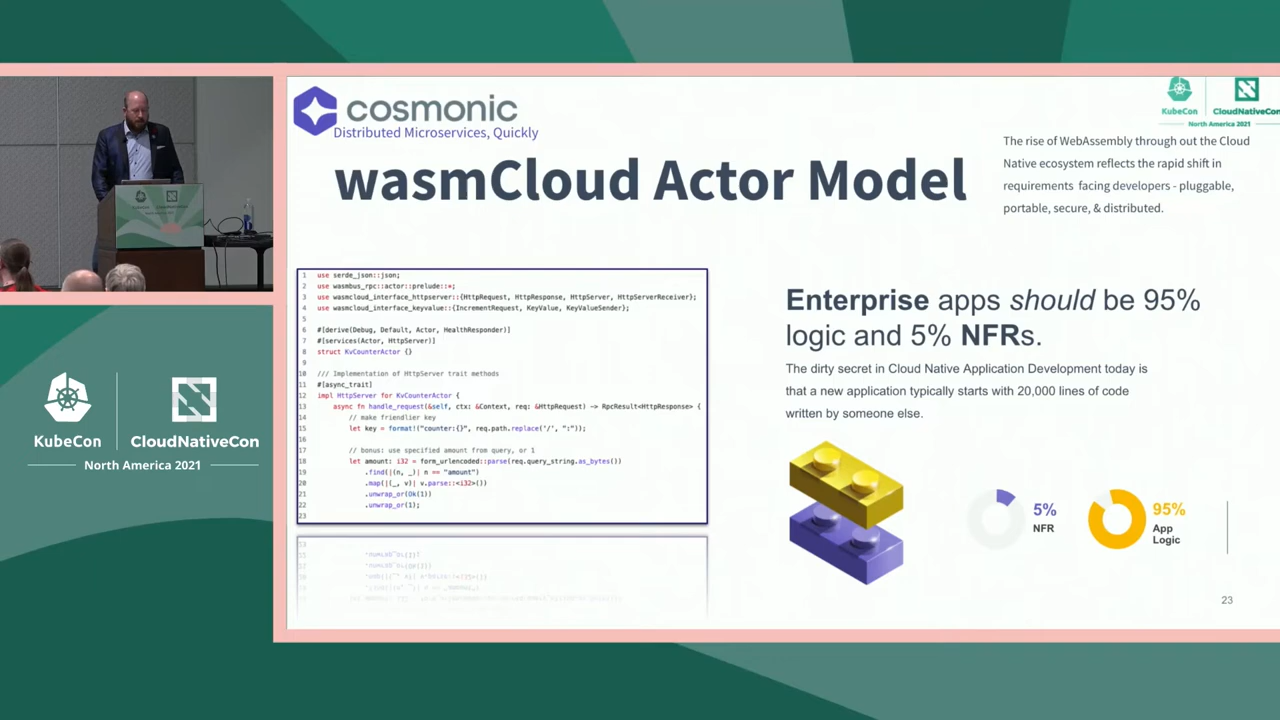 cosmonic
Distributed Microservices, Quickly
wasmCloud Actor Model
KubeCon
CloudNativeCon
North America 2021
The rise of WebAssembly through out the Cloud
Native ecosystem reflects the rapid shift in
requirements facing developers - pluggable,
portable, secure, & distributed.
1 use serde_json::json;
2 use wasmbus_rpc::actor::prelude::*;
3 use wasmcloud_interface_httpserver::{HttpRequest, HttpResponse, HttpServer, HttpServerReceiver};
4 use wasmcloud_interface_keyvalue::{IncrementRequest, KeyValue, KeyValueSender};
5
6 #[derive(Debug, Default, Actor, HealthResponder)]
7 #[services(Actor, HttpServer)]
8 struct KvCounterActor {}
9
10 /// Implementation of HttpServer trait methods
11 #[async_trait]
12 impl HttpServer for KvCounterActor {
13 async fn handle_request(&self, ctx: &Context, req: &HttpRequest) -> RpcResult<HttpResponse> {
14 // make friendlier key
15 let key = format!("counter:{}", req.path.replace('/', ":"));
16
17 // bonus: use specified amount from query, or 1
18 let amount: i32 = form_urlencoded::parse(req.query_string.as_bytes())
19 .find(|(n, _)| n == "amount")
20 .map(|(_, v)| v.parse::<i32>())
21 .unwrap_or(Ok(1))
22 .unwrap_or(1);
23
Enterprise apps should be 95%
logic and 5% NFRs.
The dirty secret in Cloud Native Application Development today is
that a new application typically starts with 20,000 lines of code
written by someone else.
5%
NFR
95%
App
Logic
23
KubeCon
CloudNativeCon
North America 2021